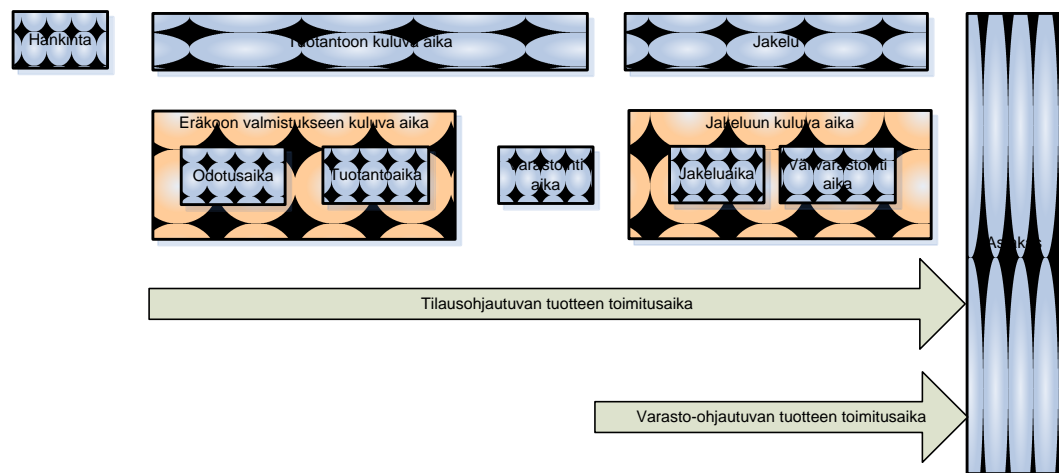 Hankinta
Tuotantoon kuluva aika
Jakelu
Eräkoon valmistukseen kuluva aika
Jakeluun kuluva aika
Odotusaika
Tuotantoaika
Varastointi
aika
Jakeluaika
Välivarastointi
aika
Asiakas
Tilausohjautuvan tuotteen toimitusaika
Varasto-ohjautuvan tuotteen toimitusaika